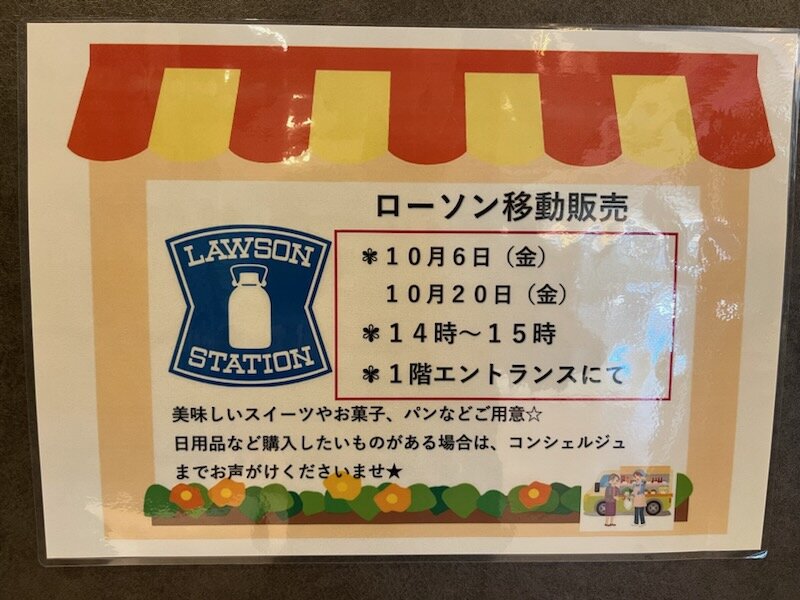 ローソン移動販売
LAWSON
STATION
✾１０月６日（金）
１０月２０日（金）
✾１４時～１５時
✾１階エントランスにて
美味しいスイーツやお菓子、パンなどご用意☆
日用品など購入したいものがある場合は、コンシェルジュ
までお声がけくださいませ★